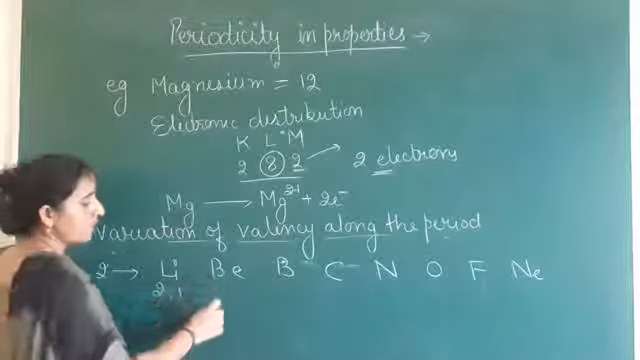 Periodicity in properties →
eg Magnesium = 12
Electronic distribution
K L M
2 8 2 → 2 electrons
Mg → Mg²⁺ + 2e⁻
Variation of valency along the period
2 → Li Be B C N O F Ne
2,1